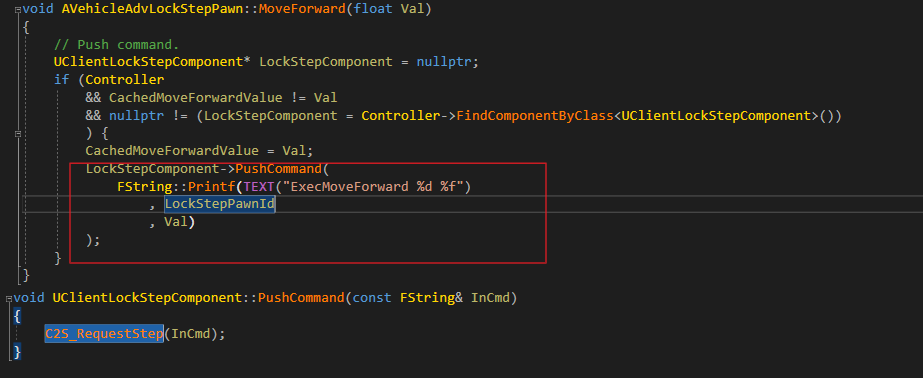 void AVehicleAdvLockStepPawn::MoveForward(float Val)
{
// Push command.
UClientLockStepComponent* LockStepComponent = nullptr;
if (Controller
&& CachedMoveForwardValue != Val
&& nullptr != (LockStepComponent = Controller->FindComponentByClass<UClientLockStepComponent>())
) {
CachedMoveForwardValue = Val;
LockStepComponent->PushCommand(
FString::Printf(TEXT("ExecMoveForward %d %f")
, LockStepPawnId
, Val)
);
}
}
void UClientLockStepComponent::PushCommand(const FString& InCmd)
{
C2S_RequestStep(InCmd);
}